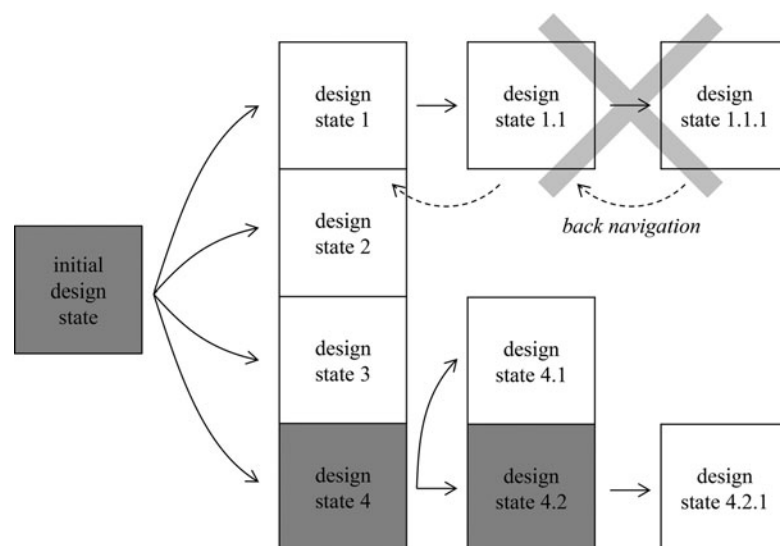 design
state 1
design
state 1.1
design
state 1.1.1
design
state 2
back navigation
initial
design
state
design
state 3
design
state 4.1
design
state 4
design
state 4.2
design
state 4.2.1